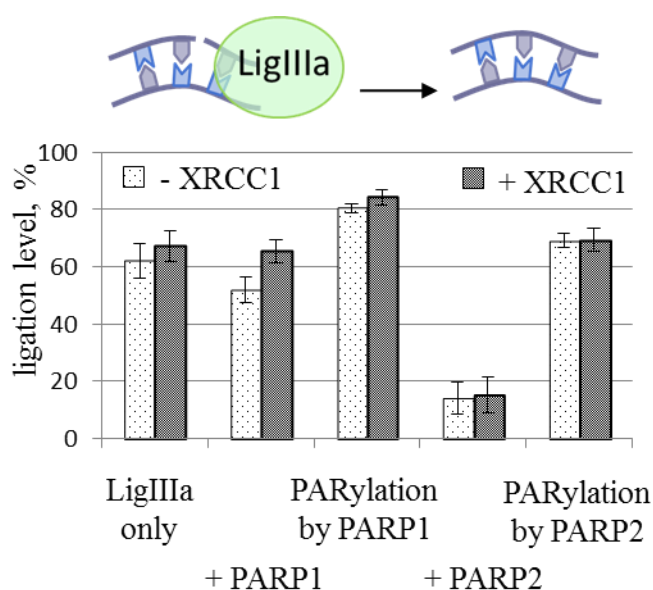 LigIIIa
ligation level, %
100
80
60
40
20
0
- XRCC1
+ XRCC1
LigIIIa
only
+ PARP1
PARylation
by PARP1
+ PARP2
PARylation
by PARP2